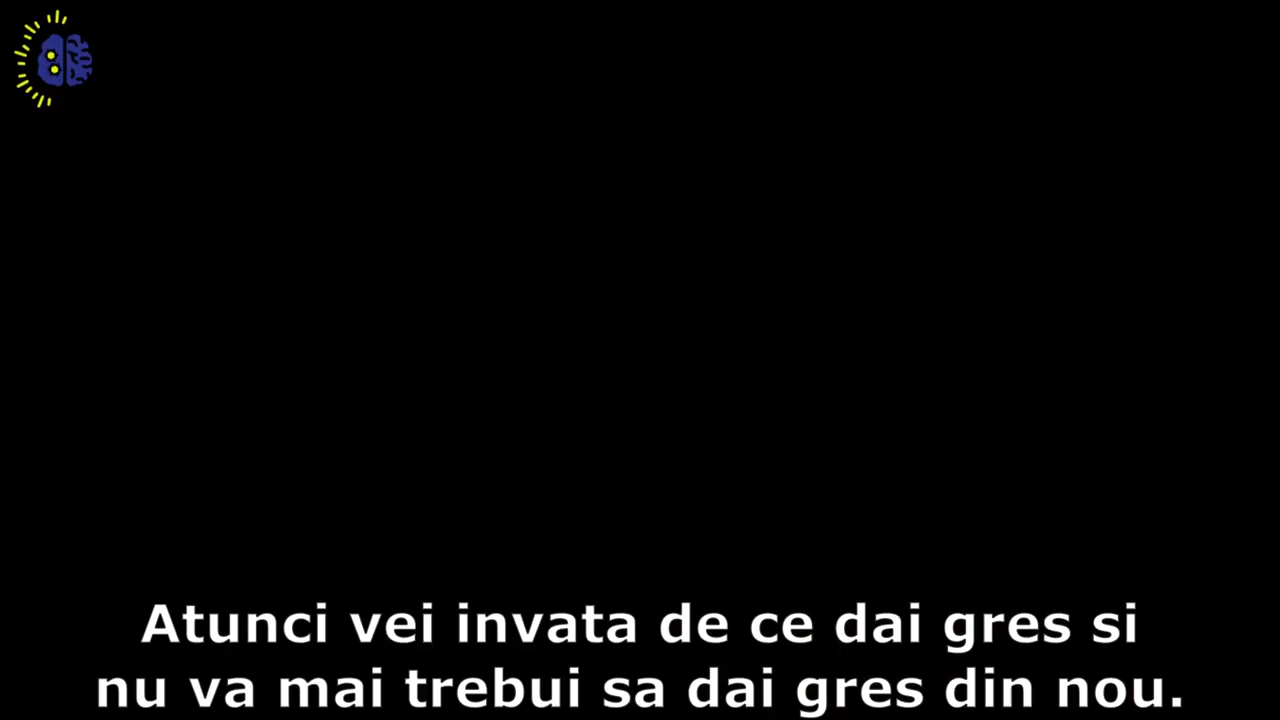 Atunci vei invata de ce dai gres si
nu va mai trebui sa dai gres din nou.